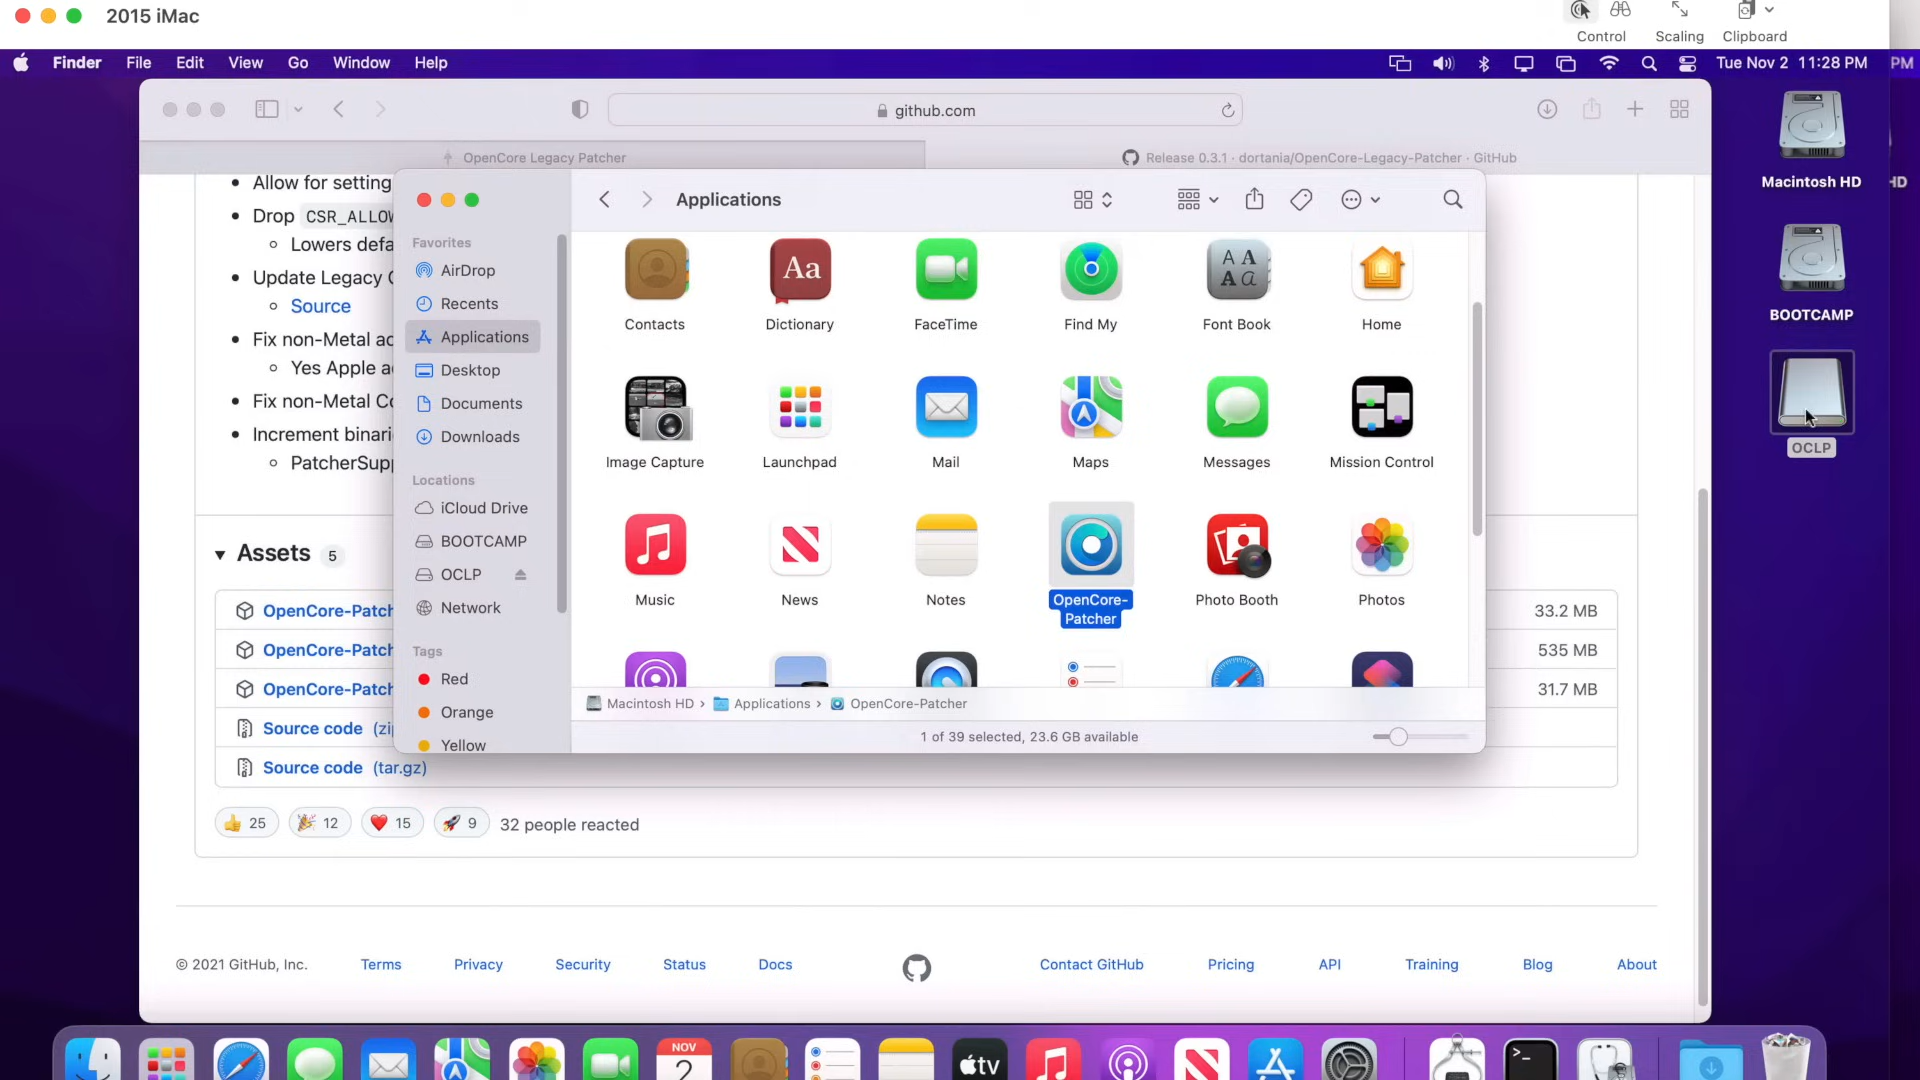 2015 iMac
Control
Scaling
Clipboard
Finder File Edit View Go Window Help
Tue Nov 2 11:28 PM
PM
github.com
OpenCore Legacy Patcher
Release 0.3.1 · dortania/OpenCore-Legacy-Patcher · GitHub
Allow for setting
Drop CSR_ALLOW
Lowers defa
Update Legacy
Source
Fix non-Metal ac
Yes Apple a
Fix non-Metal Co
Increment binari
PatcherSupp
Assets 5
OpenCore-Patch
33.2 MB
OpenCore-Patch
535 MB
OpenCore-Patch
31.7 MB
Source code (zi
Source code (tar.gz)
25
12
15
9
32 people reacted
© 2021 GitHub, Inc.
Terms
Privacy
Security
Status
Docs
Contact GitHub
Pricing
API
Training
Blog
About
Favorites
AirDrop
Recents
Applications
Desktop
Documents
Downloads
Locations
iCloud Drive
BOOTCAMP
OCLP
Network
Tags
Red
Orange
Yellow
Applications
Aa
A A
A a
Contacts
Dictionary
FaceTime
Find My
Font Book
Home
Image Capture
Launchpad
Mail
Maps
Messages
Mission Control
Music
News
Notes
OpenCore-
Patcher
Photo Booth
Photos
Macintosh HD › Applications › OpenCore-Patcher
1 of 39 selected, 23.6 GB available
Macintosh HD
HD
BOOTCAMP
OCLP
NOV
2
tv
>_